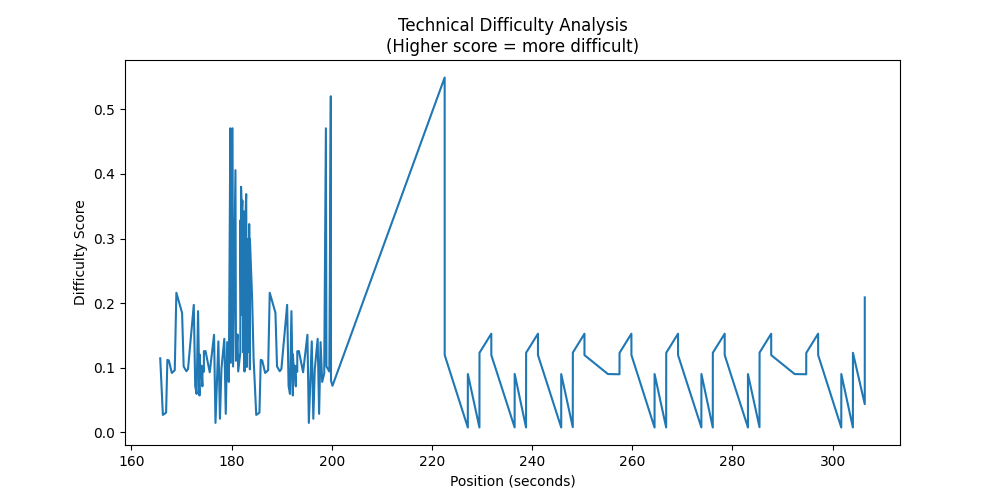 Technical Difficulty Analysis
(Higher score = more difficult)
Difficulty Score
0.5
0.4
0.3
0.2
0.1
0.0
160 180 200 220 240 260 280 300
Position (seconds)